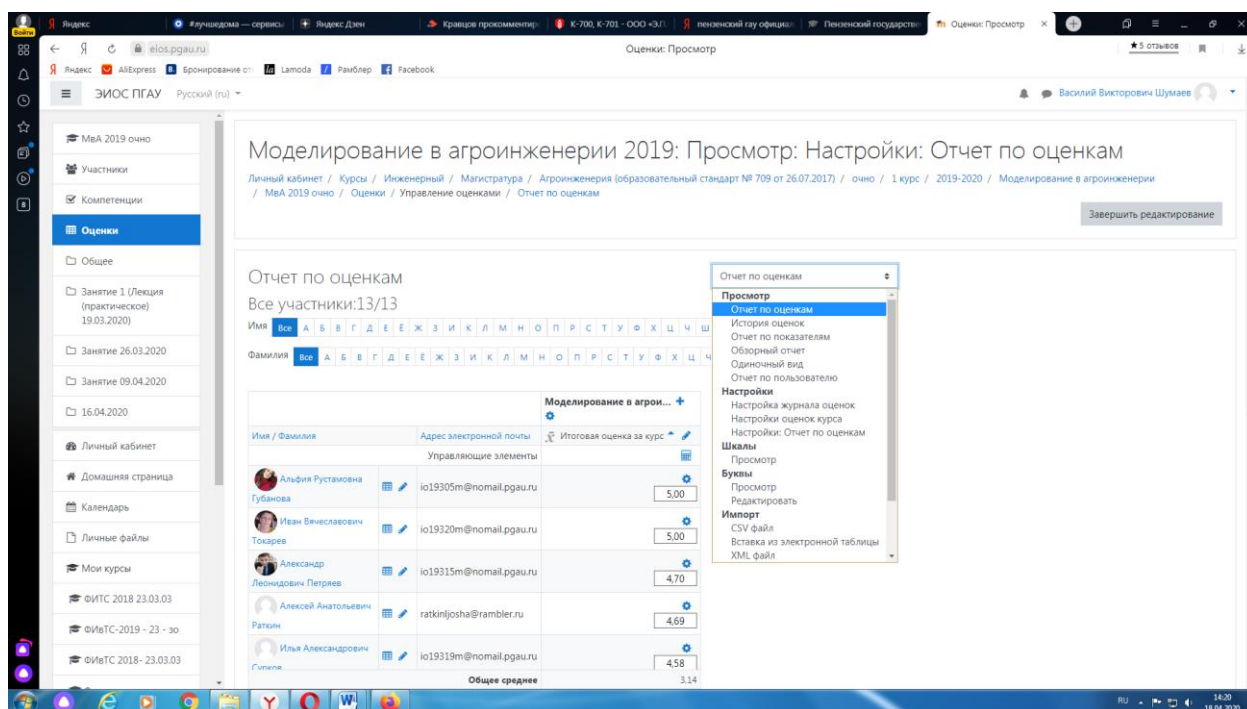 Яндекс
#лучшедома — сервисы
Яндекс Дзен
Кравцов прокомментир
К-700, К-701 - ООО «Э.П.
пензенский гау официал
Пензенский государстве
Оценки: Просмотр
Войти
eios.pgau.ru
Оценки: Просмотр
★ 5 отзывов
Яндекс
AliExpress
Бронирование от
Lamoda
Рамблер
Facebook
ЭИОС ПГАУ
Русский (ru)
Василий Викторович Шумаев
МвА 2019 очно
Участники
Компетенции
Оценки
Общее
Занятие 1 (Лекция
(практическое)
19.03.2020)
Занятие 26.03.2020
Занятие 09.04.2020
16.04.2020
Личный кабинет
Домашняя страница
Календарь
Личные файлы
Мои курсы
ФИТС 2018 23.03.03
ФИвТС-2019 - 23 - зо
ФИвТС 2018- 23.03.03
Моделирование в агроинженерии 2019: Просмотр: Настройки: Отчет по оценкам
Личный кабинет / Курсы / Инженерный / Магистратура / Агроинженерия (образовательный стандарт № 709 от 26.07.2017) / очно / 1 курс / 2019-2020 / Моделирование в агроинженерии
/ МвА 2019 очно / Оценки / Управление оценками / Отчет по оценкам
Завершить редактирование
Отчет по оценкам
Все участники:13/13
Имя Все А Б В Г Д Е Ё Ж З И К Л М Н О П Р С Т У Ф Х Ц Ч Ш
Фамилия Все А Б В Г Д Е Ё Ж З И К Л М Н О П Р С Т У Ф Х Ц Ч
Моделирование в агрои...
Имя / Фамилия
Адрес электронной почты
Итоговая оценка за курс
Управляющие элементы
Альфия Рустамовна
Губанова
io19305m@nomail.pgau.ru
5,00
Иван Вячеславович
Токарев
io19320m@nomail.pgau.ru
5,00
Александр
Леонидович Петряев
io19315m@nomail.pgau.ru
4,70
Алексей Анатольевич
Раткин
ratkinljosha@rambler.ru
4,69
Илья Александрович
Сурков
io19319m@nomail.pgau.ru
4,58
Общее среднее
3,14
Отчет по оценкам
Просмотр
Отчет по оценкам
История оценок
Отчет по показателям
Обзорный отчет
Одиночный вид
Отчет по пользователю
Настройки
Настройка журнала оценок
Настройки оценок курса
Настройки: Отчет по оценкам
Шкалы
Просмотр
Буквы
Просмотр
Редактировать
Импорт
CSV файл
Вставка из электронной таблицы
XML файл
RU
14:20
18.04.2020